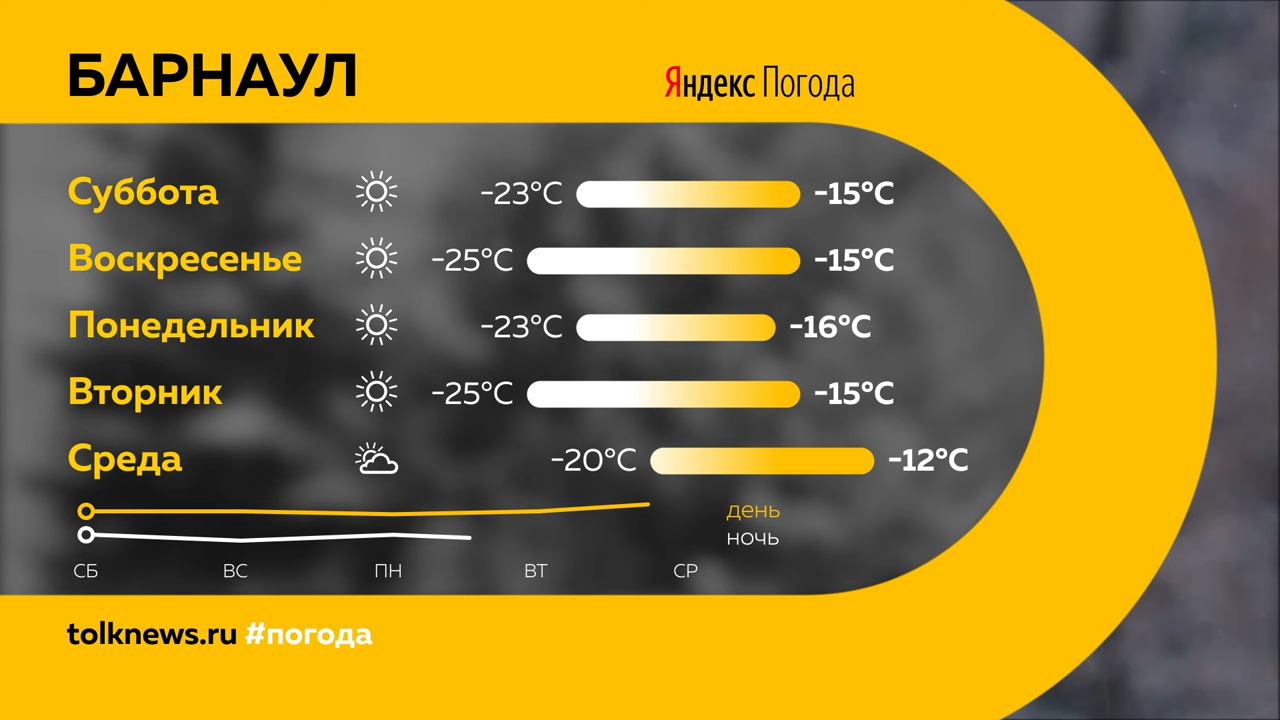 БАРНАУЛ
Яндекс Погода
Суббота -23°C -15°C
Воскресенье -25°C -15°C
Понедельник -23°C -16°C
Вторник -25°C -15°C
Среда -20°C -12°C
день
ночь
СБ ВС ПН ВТ СР
tolknews.ru #погода